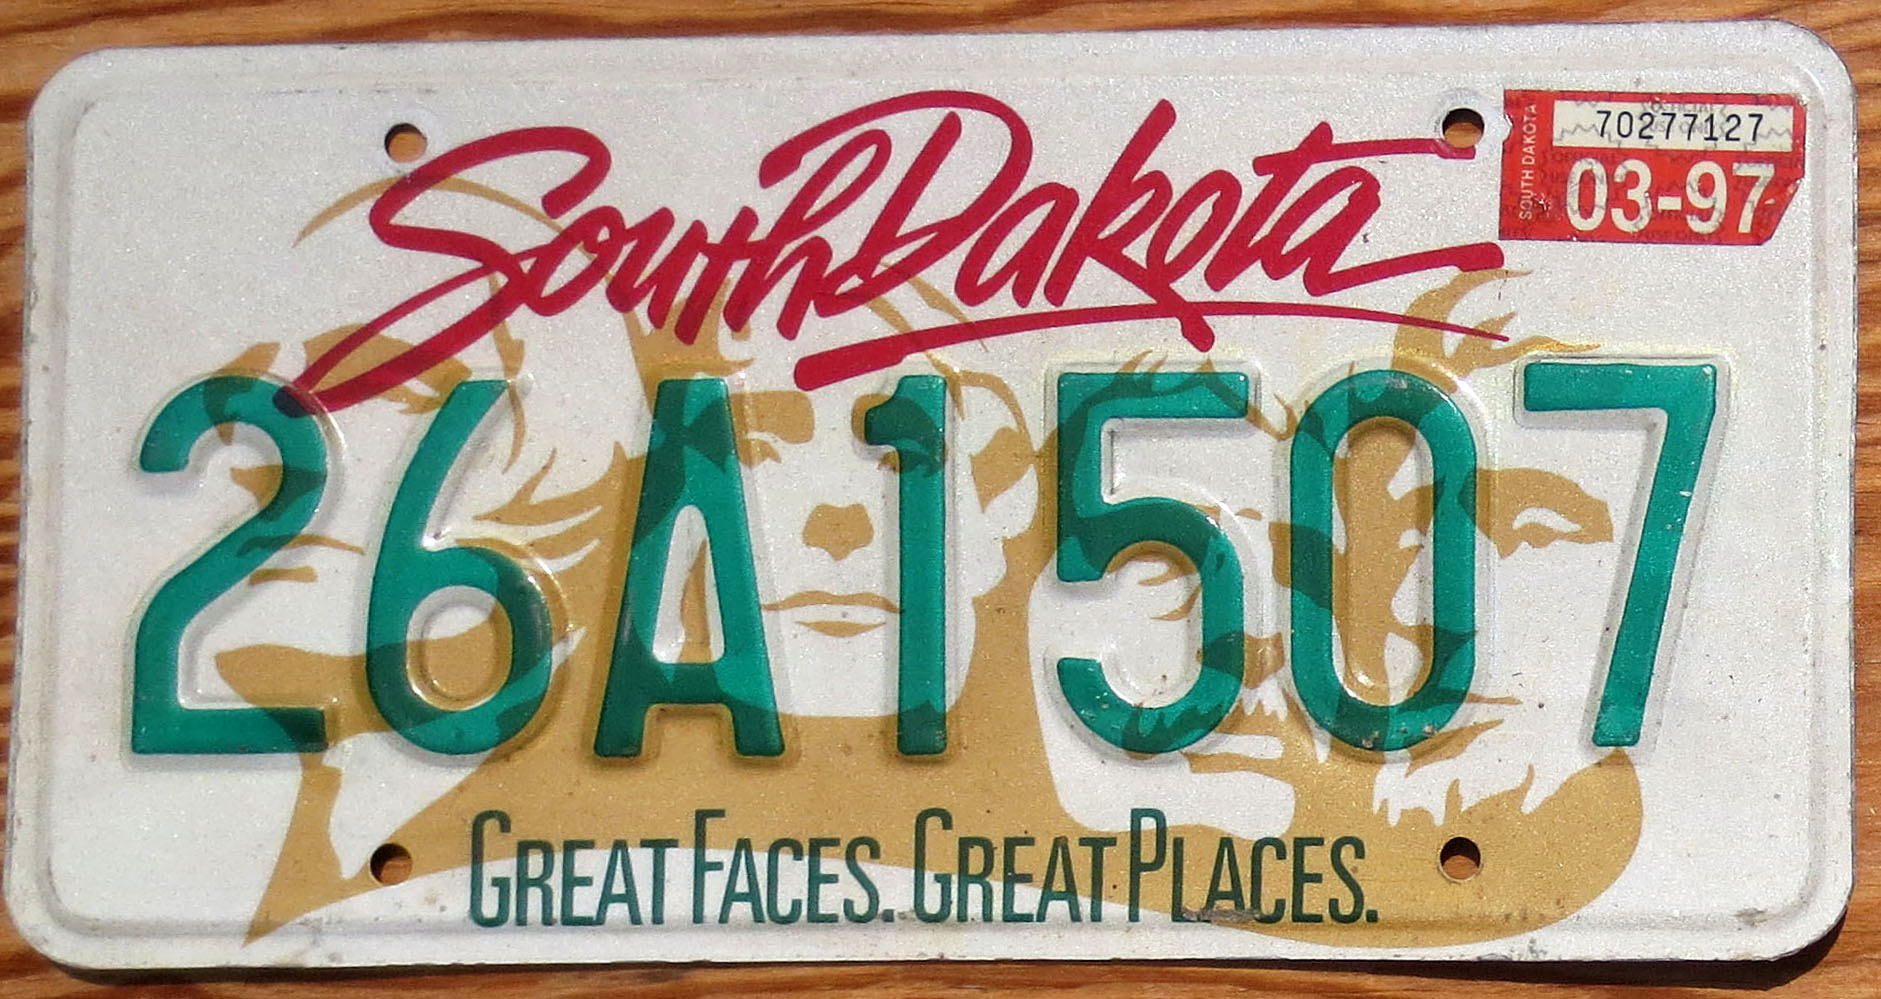 South Dakota
SOUTH DAKOTA
70277127
03-97
26A1507
GREAT FACES. GREAT PLACES.